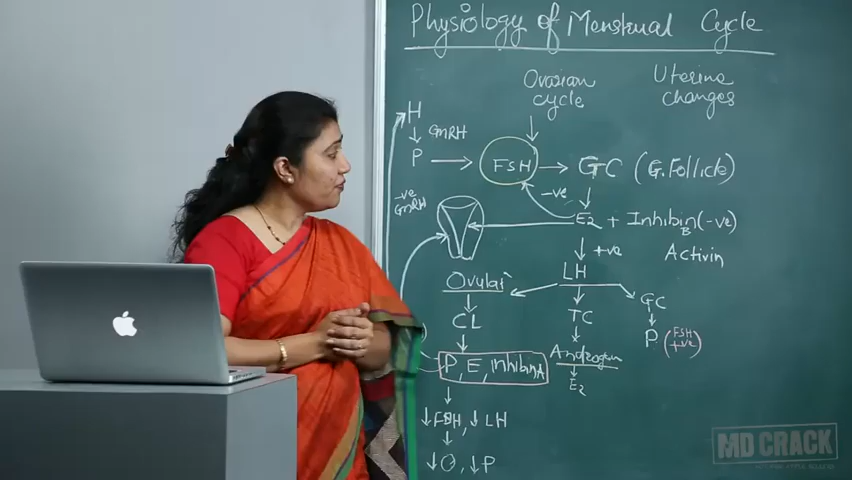 Physiology of Menstrual Cycle
Ovarian cycle
Uterine changes
H
GnRH
P → FSH → GC (G.Follicle)
-ve
-ve GnRH
E2 + Inhibin B (-ve)
Activin
+ve
LH
Ovulati
TC
GC
CL
P (FSH +ve)
Androgen
P, E, Inhibin A
E2
↓FSH, ↓LH
↓O, ↓P
MD CRACK